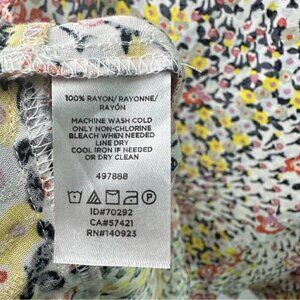 100% RAYON/RAYONNE/
RAYÓN
MACHINE WASH COLD
ONLY NON-CHLORINE
BLEACH WHEN NEEDED
LINE DRY
COOL IRON IF NEEDED
OR DRY CLEAN
497888
ID#70292
CA#57421
RN#140923